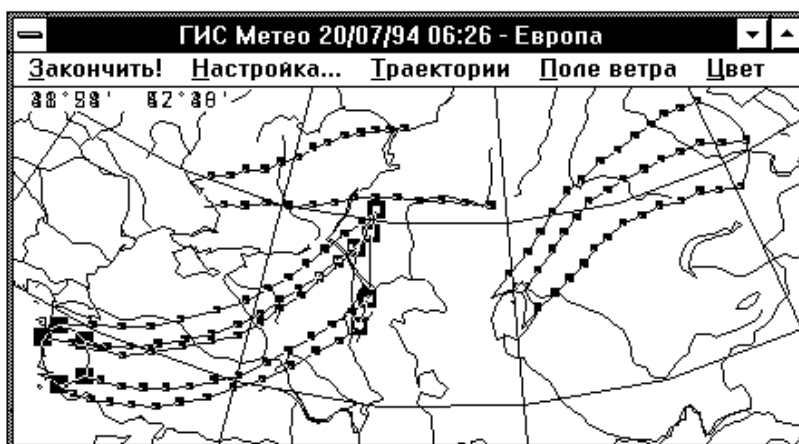 ГИС Метео 20/07/94 06:26 - Европа
Закончить! Настройка... Траектории Поле ветра Цвет